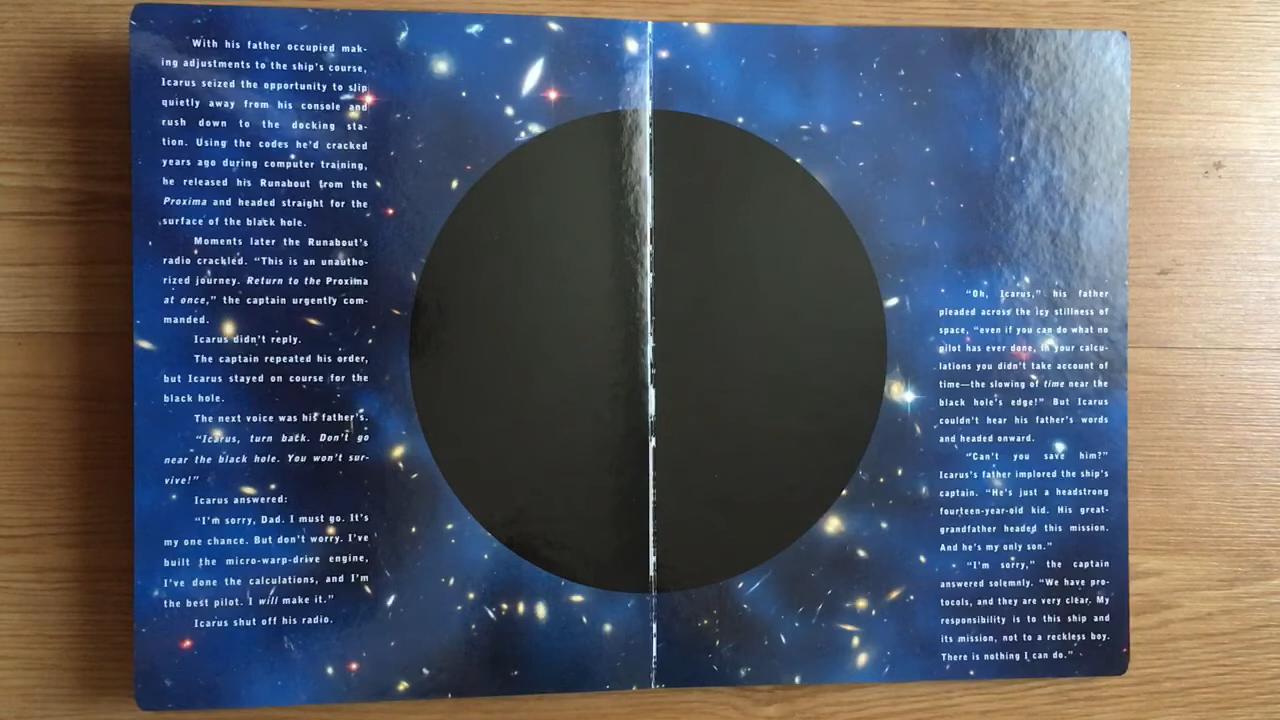 With his father occupied mak-
ing adjustments to the ship's course,
Icarus seized the opportunity to slip
quietly away from his console and
rush down to the docking sta-
tion. Using the codes he'd cracked
years ago during computer training,
he released his Runabout from the
Proxima and headed straight for the
surface of the black hole.
Moments later the Runabout's
radio crackled. “This is an unautho-
rized journey. Return to the Proxima
at once,” the captain urgently com-
manded.
Icarus didn't reply.
The captain repeated his order,
but Icarus stayed on course for the
black hole.
The next voice was his father's.
“Icarus, turn back. Don't go
near the black hole. You won't sur-
vive!”
Icarus answered:
“I'm sorry, Dad. I must go. It's
my one chance. But don't worry. I've
built the micro-warp-drive engine,
I've done the calculations, and I'm
the best pilot. I will make it.”
Icarus shut off his radio.
“Oh, Icarus,” his father
pleaded across the icy stillness of
space, “even if you can do what no
pilot has ever done, in your calcu-
lations you didn't take account of
time—the slowing of time near the
black hole's edge!” But Icarus
couldn't hear his father's words
and headed onward.
“Can't you save him?”
Icarus's father implored the ship's
captain. “He's just a headstrong
fourteen-year-old kid. His great-
grandfather headed this mission.
And he's my only son.”
“I'm sorry,” the captain
answered solemnly. “We have pro-
tocols, and they are very clear. My
responsibility is to this ship and
its mission, not to a reckless boy.
There is nothing I can do.”